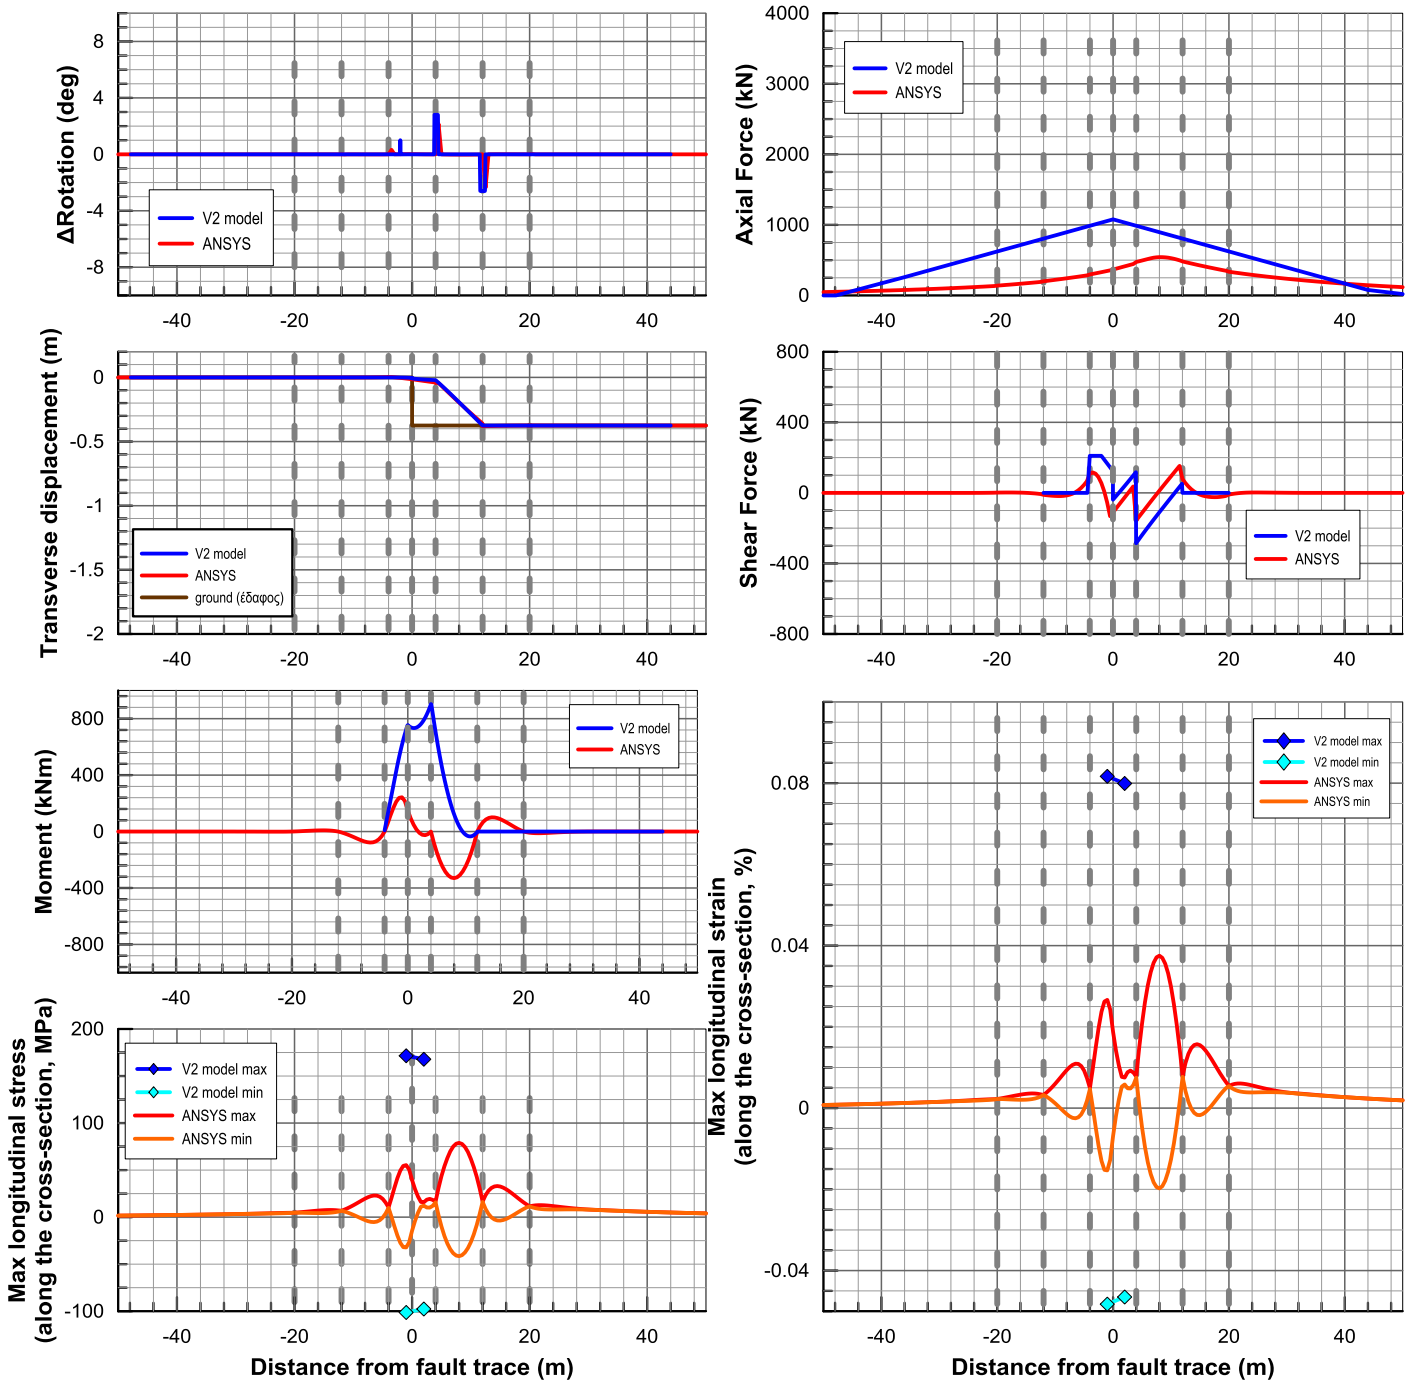 ΔRotation (deg)
8
4
0
-4
-8
V2 model
ANSYS
-40
-20
0
20
40
Axial Force (kN)
4000
3000
2000
1000
0
V2 model
ANSYS
-40
-20
0
20
40
Transverse displacement (m)
0
-0.5
-1
-1.5
-2
V2 model
ANSYS
ground (έδαφος)
-40
-20
0
20
40
Shear Force (kN)
800
400
0
-400
-800
V2 model
ANSYS
-40
-20
0
20
40
Moment (kNm)
800
400
0
-400
-800
V2 model
ANSYS
-40
-20
0
20
40
Max longitudinal stress
(along the cross-section, MPa)
200
100
0
-100
V2 model max
V2 model min
ANSYS max
ANSYS min
-40
-20
0
20
40
Distance from fault trace (m)
Max longitudinal strain
(along the cross-section, %)
0.08
0.04
0
-0.04
V2 model max
V2 model min
ANSYS max
ANSYS min
-40
-20
0
20
40
Distance from fault trace (m)